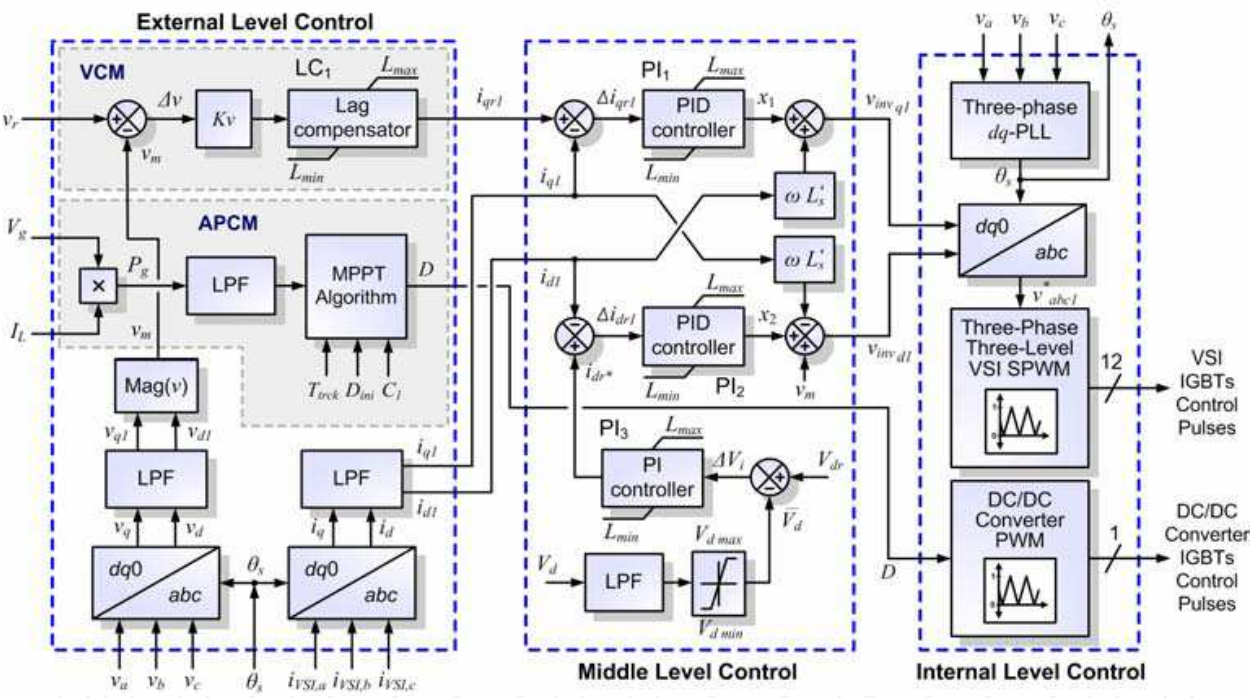 External Level Control
VCM
LC1
Lmax
vr
Δv
Kv
Lag
compensator
iqr1
vm
Lmin
APCM
Vg
Pg
LPF
MPPT
Algorithm
D
IL
vm
Ttrck
Dini
C1
Mag(v)
vq1
vd1
LPF
LPF
iq1
id1
vq
vd
iq
id
dq0
abc
θs
dq0
abc
va
vb
vc
θs
iVSI,a
iVSI,b
iVSI,c
PI1
Lmax
Δiqr1
PID
controller
x1
vinv q1
Lmin
iq1
ω L's
ω L's
id1
Lmax
Δidr1
PID
controller
x2
vinv d1
idr*
Lmin
PI2
vm
PI3
Lmax
PI
controller
ΔVi
Vdr
V̅d
Lmin
Vd max
Vd
LPF
Vd min
Middle Level Control
va
vb
vc
θs
Three-phase
dq-PLL
θs
dq0
abc
v*abc1
Three-Phase
Three-Level
VSI SPWM
1
0
12
VSI
IGBTs
Control
Pulses
DC/DC
Converter
PWM
1
0
1
D
DC/DC
Converter
IGBTs
Control
Pulses
Internal Level Control